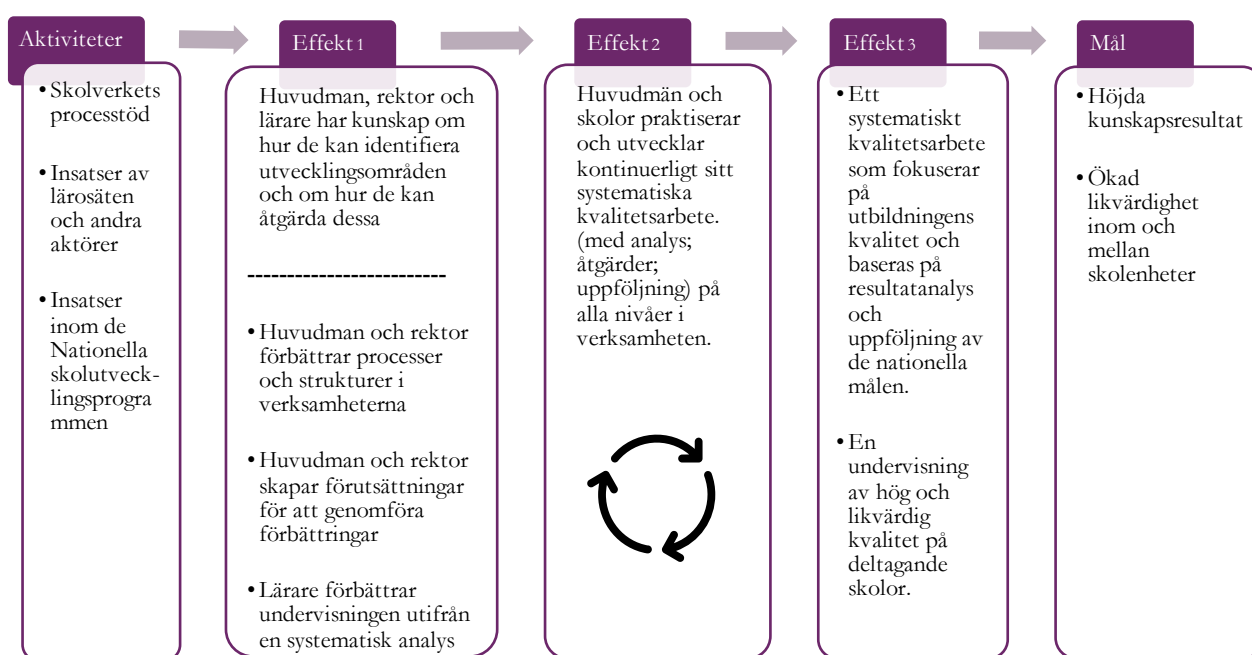 Aktiviteter
• Skolverkets
processtöd
• Insatser av
lärosäten
och andra
aktörer
• Insatser
inom de
Nationella
skolutveck-
lingsprogra
mmen
Effekt 1
Huvudman, rektor och
lärare har kunskap om
hur de kan identifiera
utvecklingsområden
och om hur de kan
åtgärda dessa
--------------------------
• Huvudman och rektor
förbättrar processer
och strukturer i
verksamheterna
• Huvudman och rektor
skapar förutsättningar
för att genomföra
förbättringar
• Lärare förbättrar
undervisningen utifrån
en systematisk analys
Effekt 2
Huvudmän och
skolor praktiserar
och utvecklar
kontinuerligt sitt
systematiska
kvalitetsarbete.
(med analys;
åtgärder;
uppföljning) på
alla nivåer i
verksamheten.
Effekt 3
• Ett
systematiskt
kvalitetsarbete
som fokuserar
på
utbildningens
kvalitet och
baseras på
resultatanalys
och
uppföljning av
de nationella
målen.
• En
undervisning
av hög och
likvärdig
kvalitet på
deltagande
skolor.
Mål
• Höjda
kunskapsresultat
• Ökad
likvärdighet
inom och
mellan
skolenheter